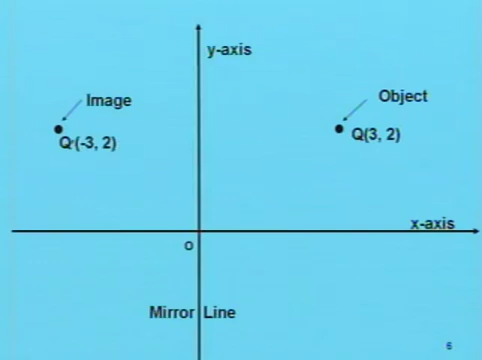 y-axis
Image
Object
Q'(-3, 2)
Q(3, 2)
x-axis
O
Mirror Line
6